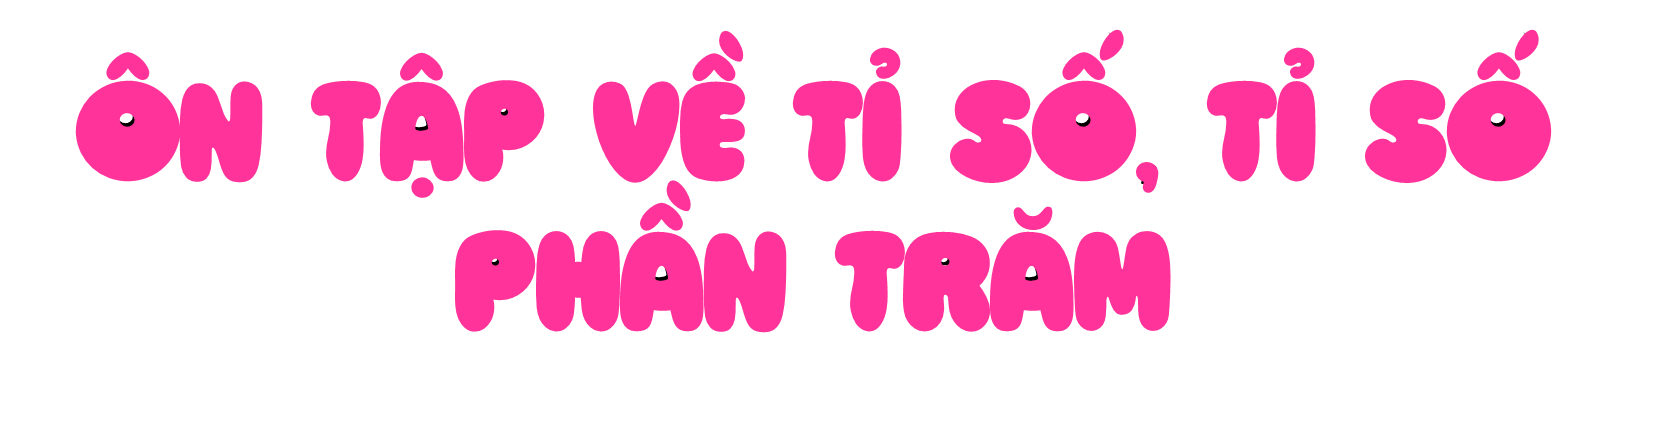 ÔN TẬP VỀ TỈ SỐ, TỈ SỐ
PHẦN TRĂM